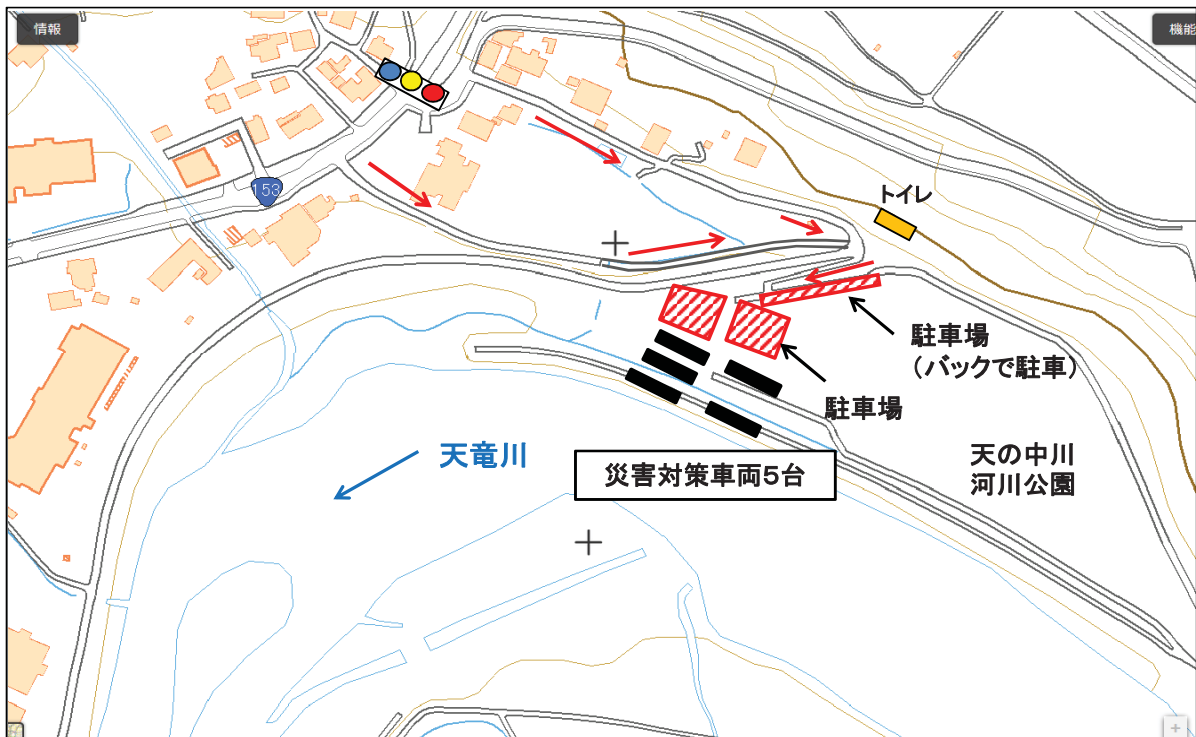 情報
機能
153
トイレ
駐車場
（バックで駐車）
駐車場
天竜川
災害対策車両5台
天の中川
河川公園